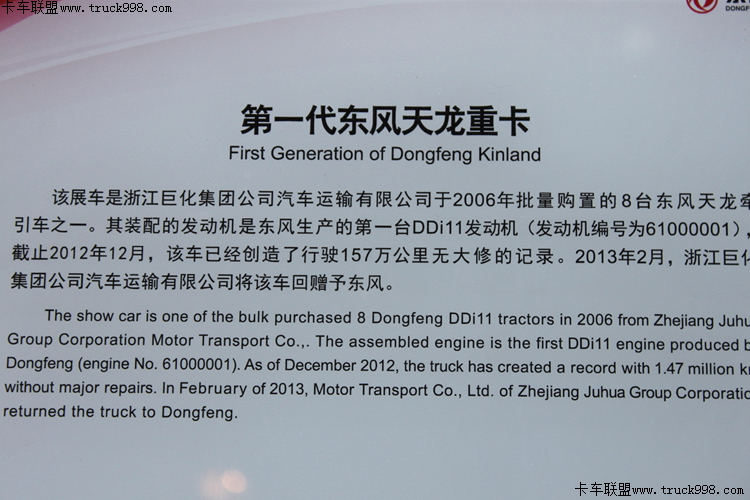 卡车联盟www.truck998.com
DONGF
第一代东风天龙重卡
First Generation of Dongfeng Kinland
该展车是浙江巨化集团公司汽车运输有限公司于2006年批量购置的8台东风天龙牵
引车之一。其装配的发动机是东风生产的第一台DDi11发动机（发动机编号为61000001），
截止2012年12月，该车已经创造了行驶157万公里无大修的记录。2013年2月，浙江巨化
集团公司汽车运输有限公司将该车回赠予东风。
The show car is one of the bulk purchased 8 Dongfeng DDi11 tractors in 2006 from Zhejiang Juhu
Group Corporation Motor Transport Co.,. The assembled engine is the first DDi11 engine produced b
Dongfeng (engine No. 61000001). As of December 2012, the truck has created a record with 1.47 million k
without major repairs. In February of 2013, Motor Transport Co., Ltd. of Zhejiang Juhua Group Corporatio
returned the truck to Dongfeng.
卡车联盟www.truck998.com